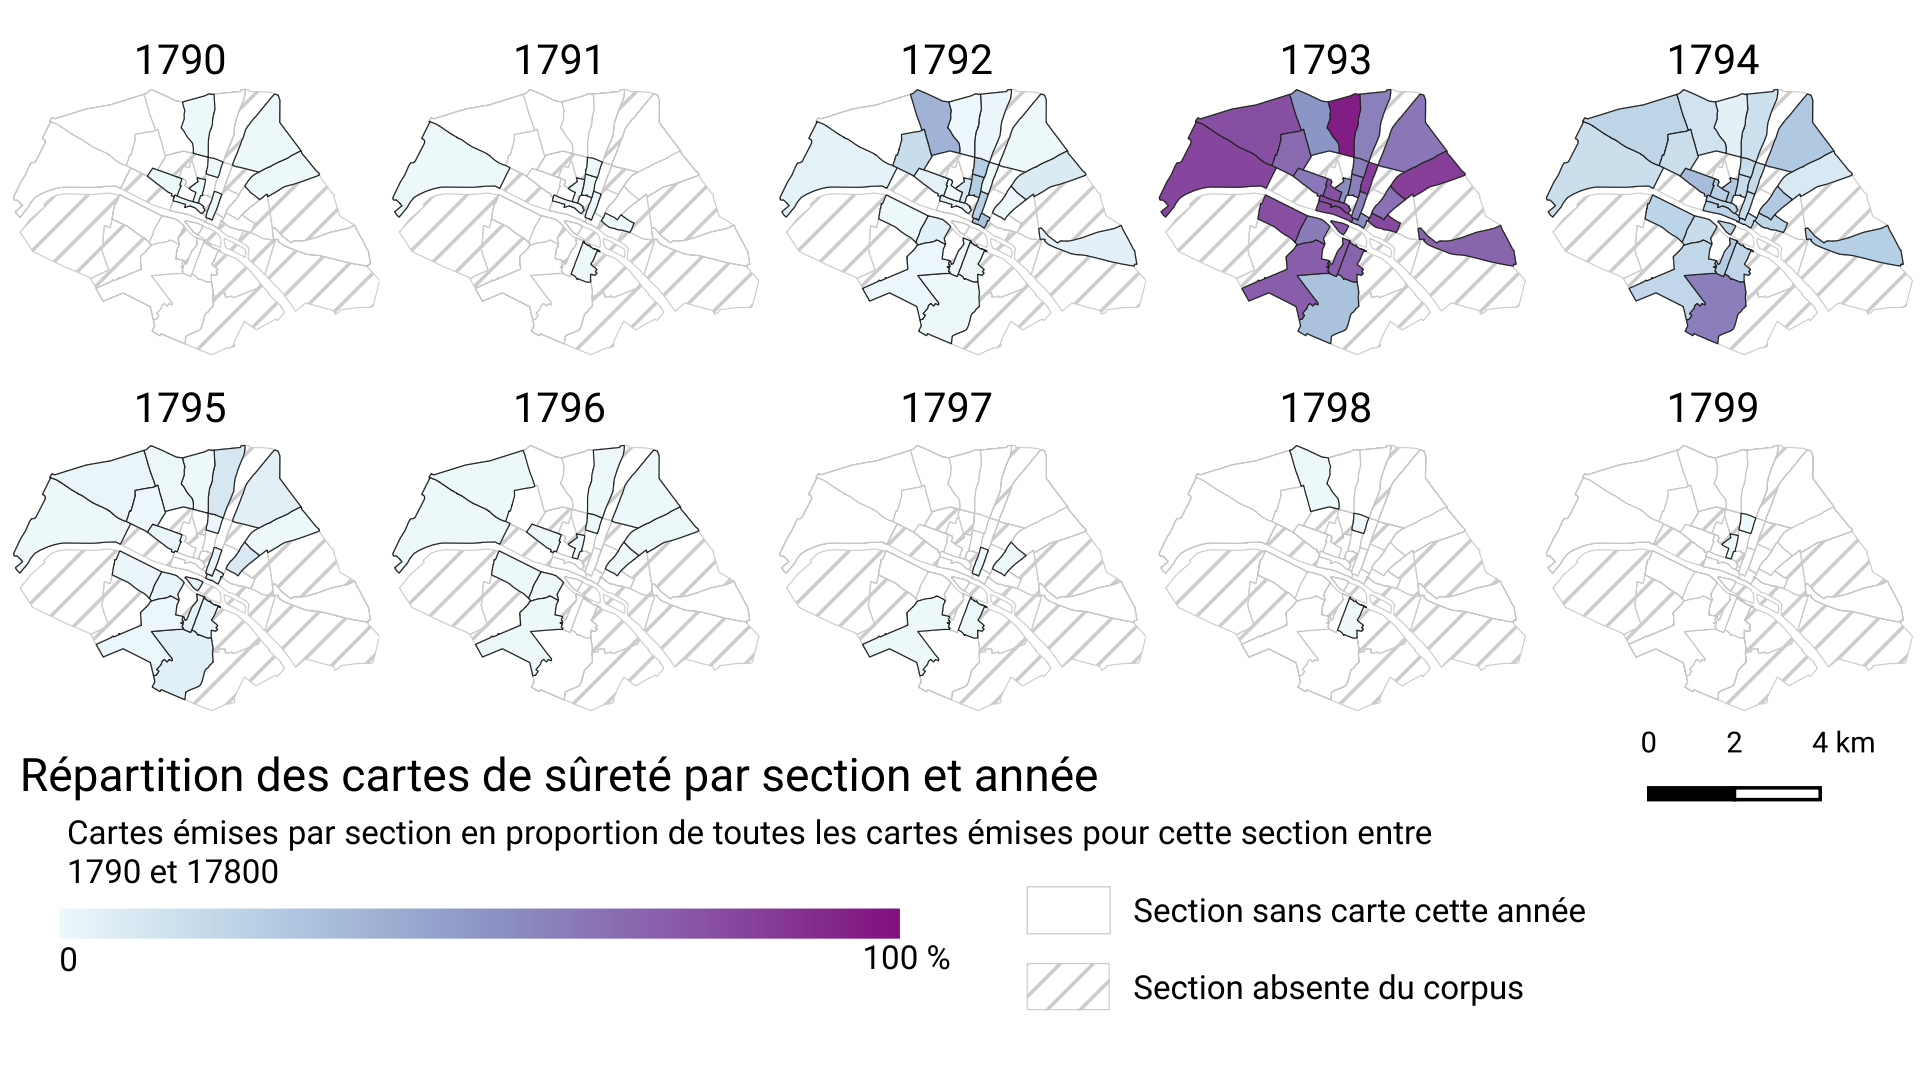 1790 1791 1792 1793 1794
1795 1796 1797 1798 1799
0 2 4 km
Répartition des cartes de sûreté par section et année
Cartes émises par section en proportion de toutes les cartes émises pour cette section entre
1790 et 17800
0 100 %
Section sans carte cette année
Section absente du corpus